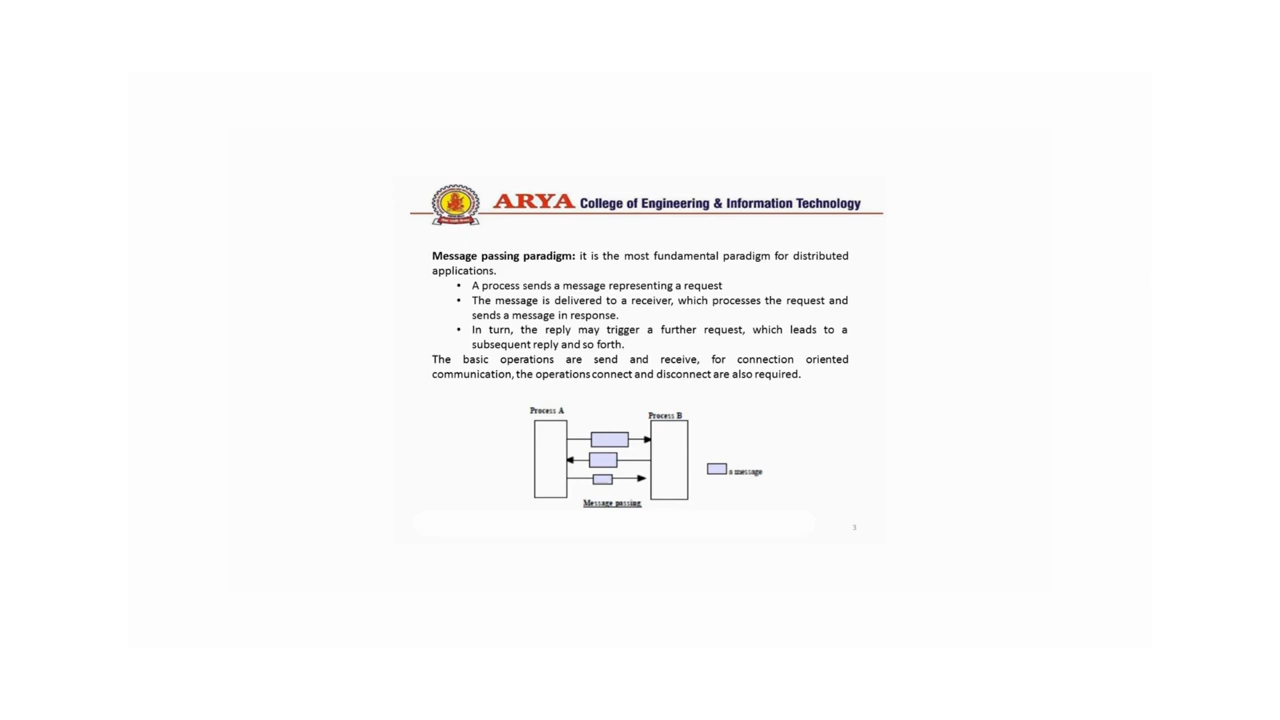 ARYA College of Engineering & Information Technology
Message passing paradigm: it is the most fundamental paradigm for distributed
applications.
• A process sends a message representing a request
• The message is delivered to a receiver, which processes the request and
sends a message in response.
• In turn, the reply may trigger a further request, which leads to a
subsequent reply and so forth.
The basic operations are send and receive, for connection oriented
communication, the operations connect and disconnect are also required.
Process A
Process B
a message
Message passing
3